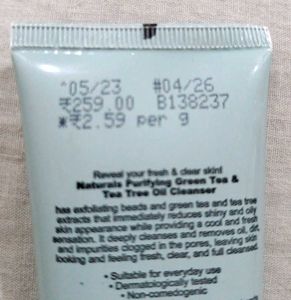 ^05/23 #04/26
₹259.00 B138237
*₹2.59 per g
Reveal your fresh & clear skin!
Naturals Purifying Green Tea &
Tea Tree Oil Cleanser
has exfoliating beads and green tea and tea tree
extracts that immediately reduces shiny and oily
skin appearance while providing a cool and fresh
sensation. It deeply cleanses and removes oil, dirt,
and impurities clogged in the pores, leaving skin
looking and feeling fresh, clear, and full cleansed.
• Suitable for everyday use
• Dermatologically tested
• Non-comedogenic